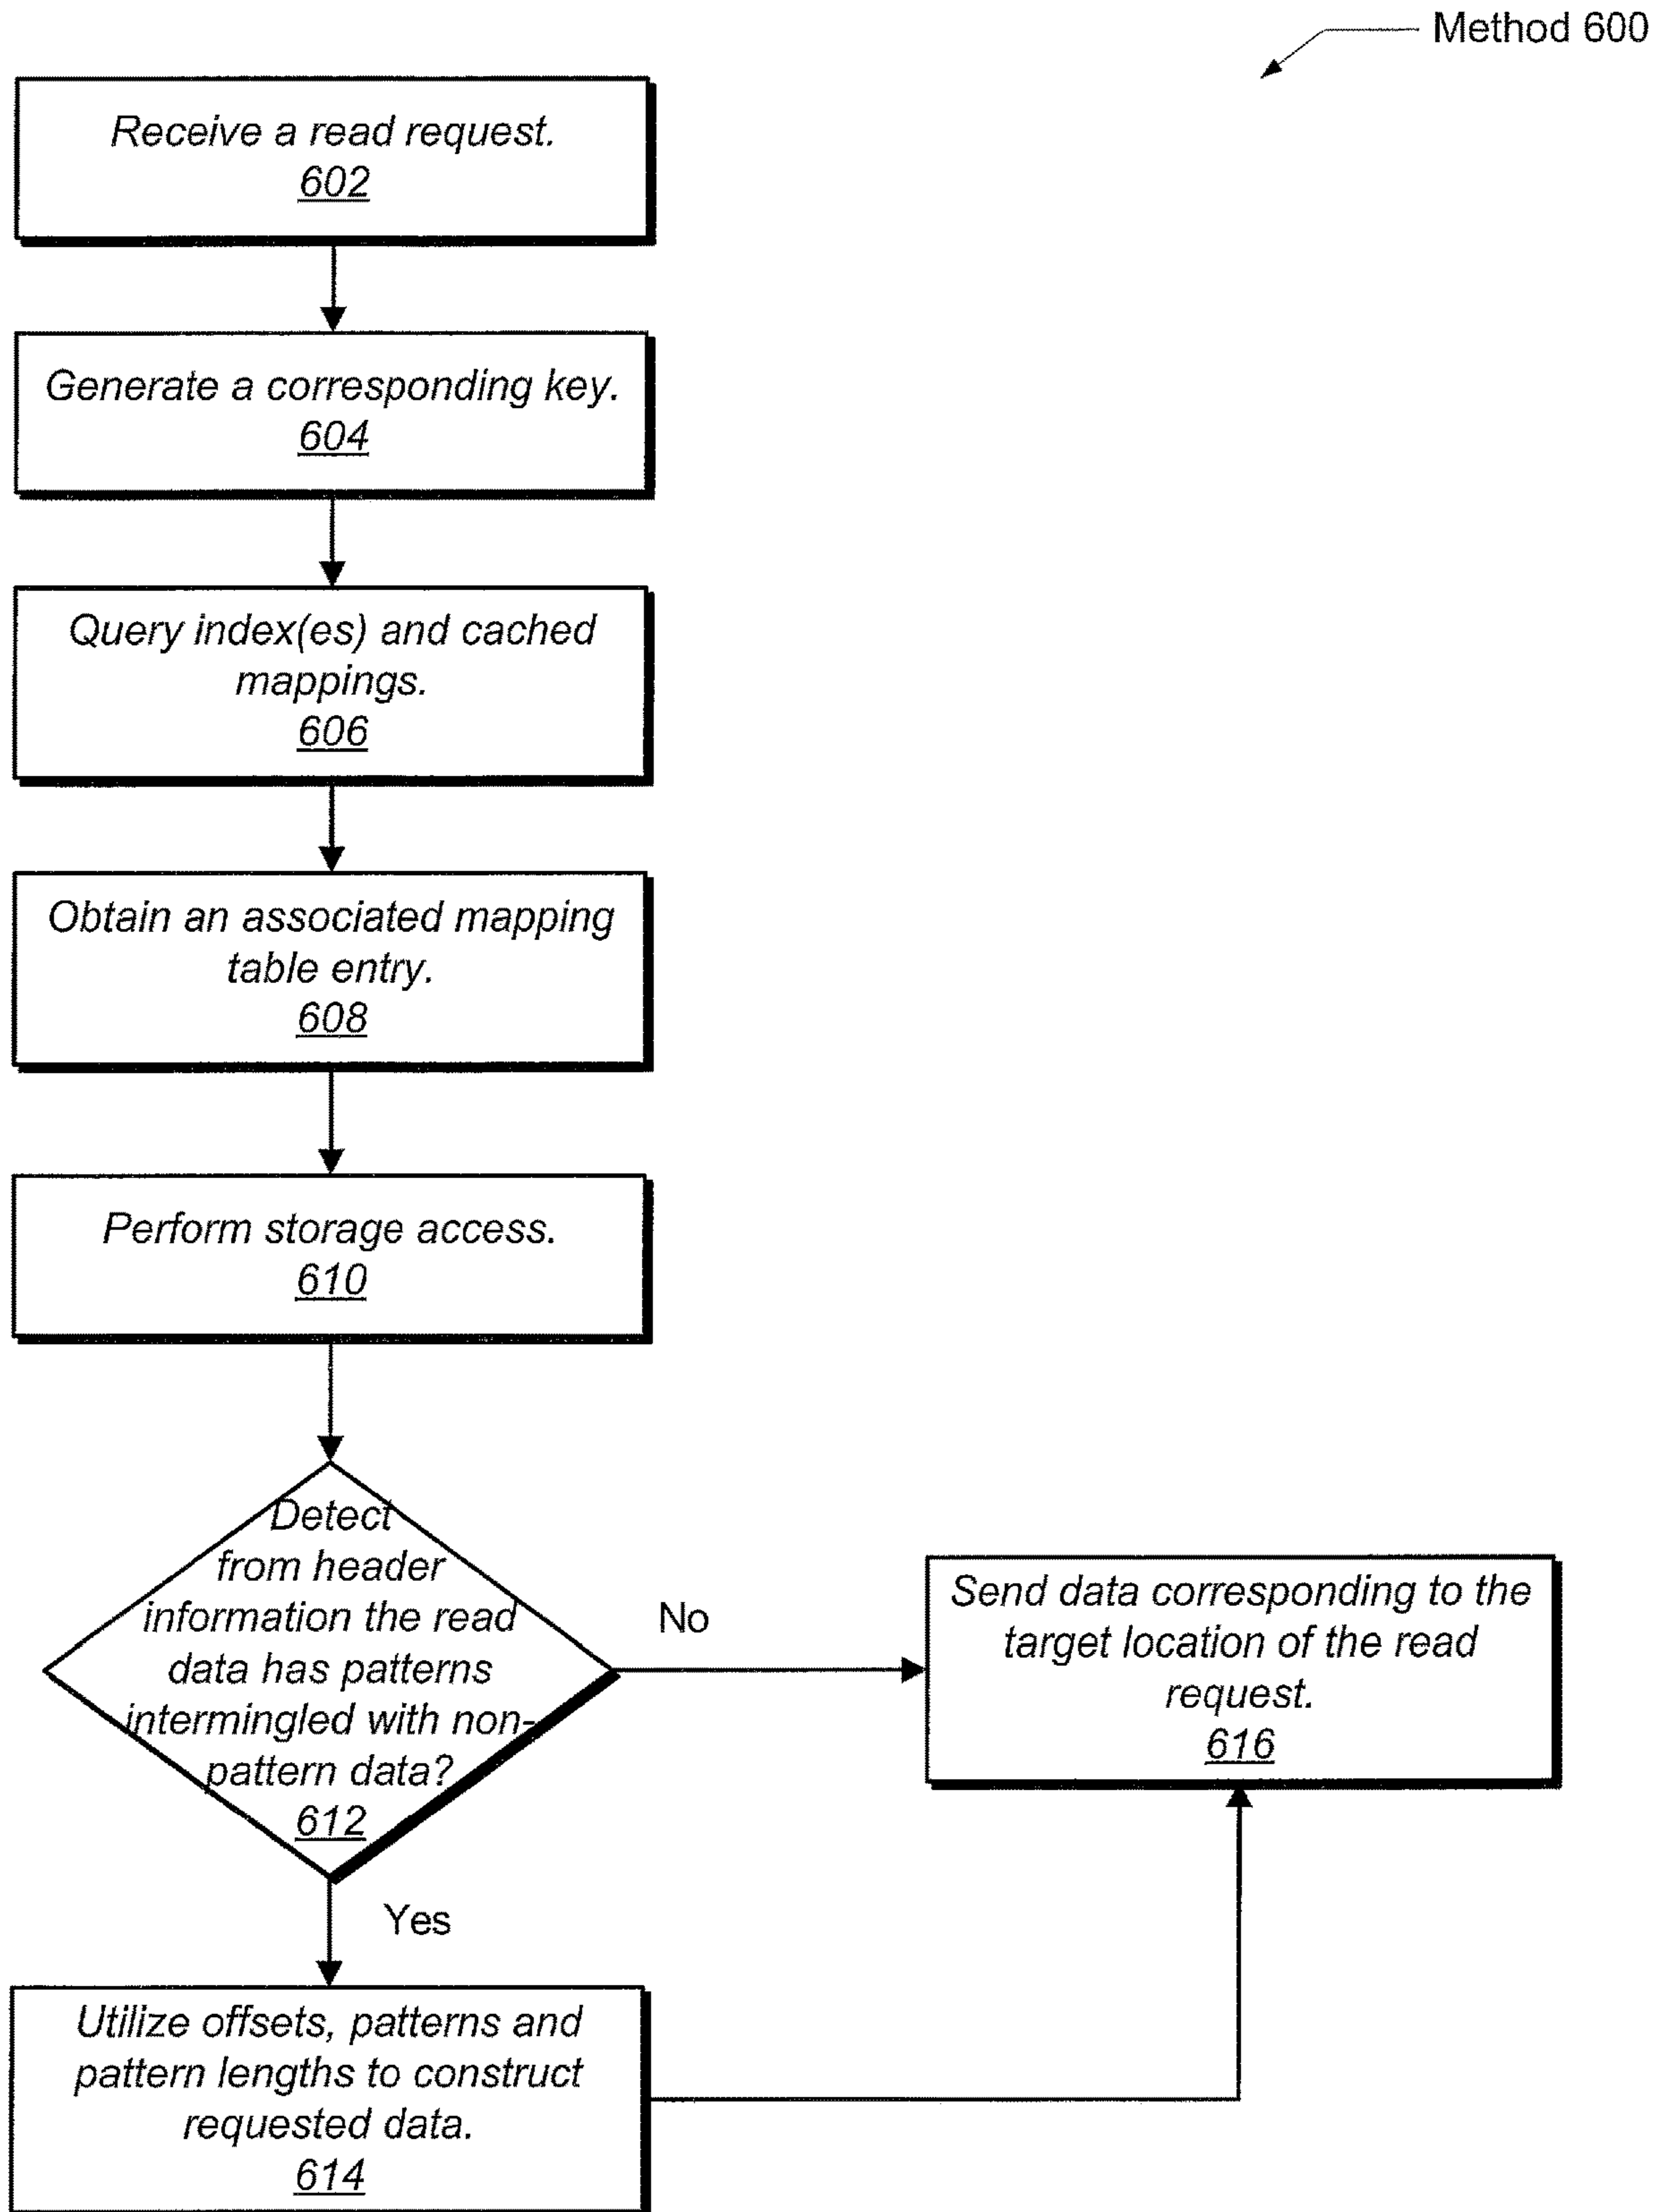 Method 600
Receive a read request.
602
Generate a corresponding key.
604
Query index(es) and cached
mappings.
606
Obtain an associated mapping
table entry.
608
Perform storage access.
610
Detect
from header
information the read
data has patterns
intermingled with non-
pattern data?
612
No
Send data corresponding to the
target location of the read
request.
616
Yes
Utilize offsets, patterns and
pattern lengths to construct
requested data.
614